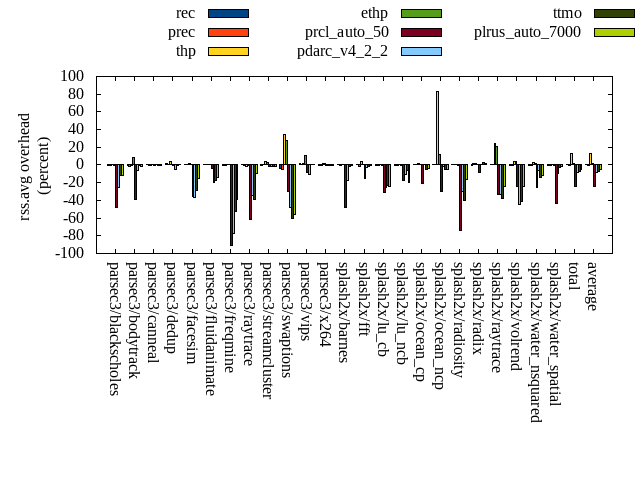 rec
prec
thp
ethp
prcl_auto_50
pdarc_v4_2_2
ttmo
plrus_auto_7000
rss.avg overhead
(percent)
100
80
60
40
20
0
-20
-40
-60
-80
-100
parsec3/blackscholes
parsec3/bodytrack
parsec3/canneal
parsec3/dedup
parsec3/facesim
parsec3/fluidanimate
parsec3/freqmine
parsec3/raytrace
parsec3/streamcluster
parsec3/swaptions
parsec3/vips
parsec3/x264
splash2x/barnes
splash2x/fft
splash2x/lu_cb
splash2x/lu_ncb
splash2x/ocean_cp
splash2x/ocean_ncp
splash2x/radiosity
splash2x/radix
splash2x/raytrace
splash2x/volrend
splash2x/water_nsquared
splash2x/water_spatial
total
average